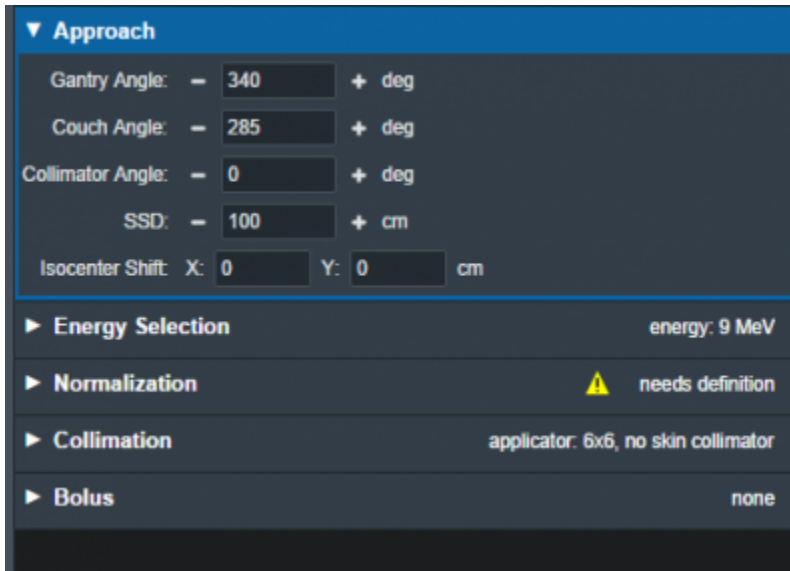 ▼ Approach
Gantry Angle: − 340 + deg
Couch Angle: − 285 + deg
Collimator Angle: − 0 + deg
SSD: − 100 + cm
Isocenter Shift: X: 0 Y: 0 cm
► Energy Selection energy: 9 MeV
► Normalization needs definition
► Collimation applicator: 6x6, no skin collimator
► Bolus none